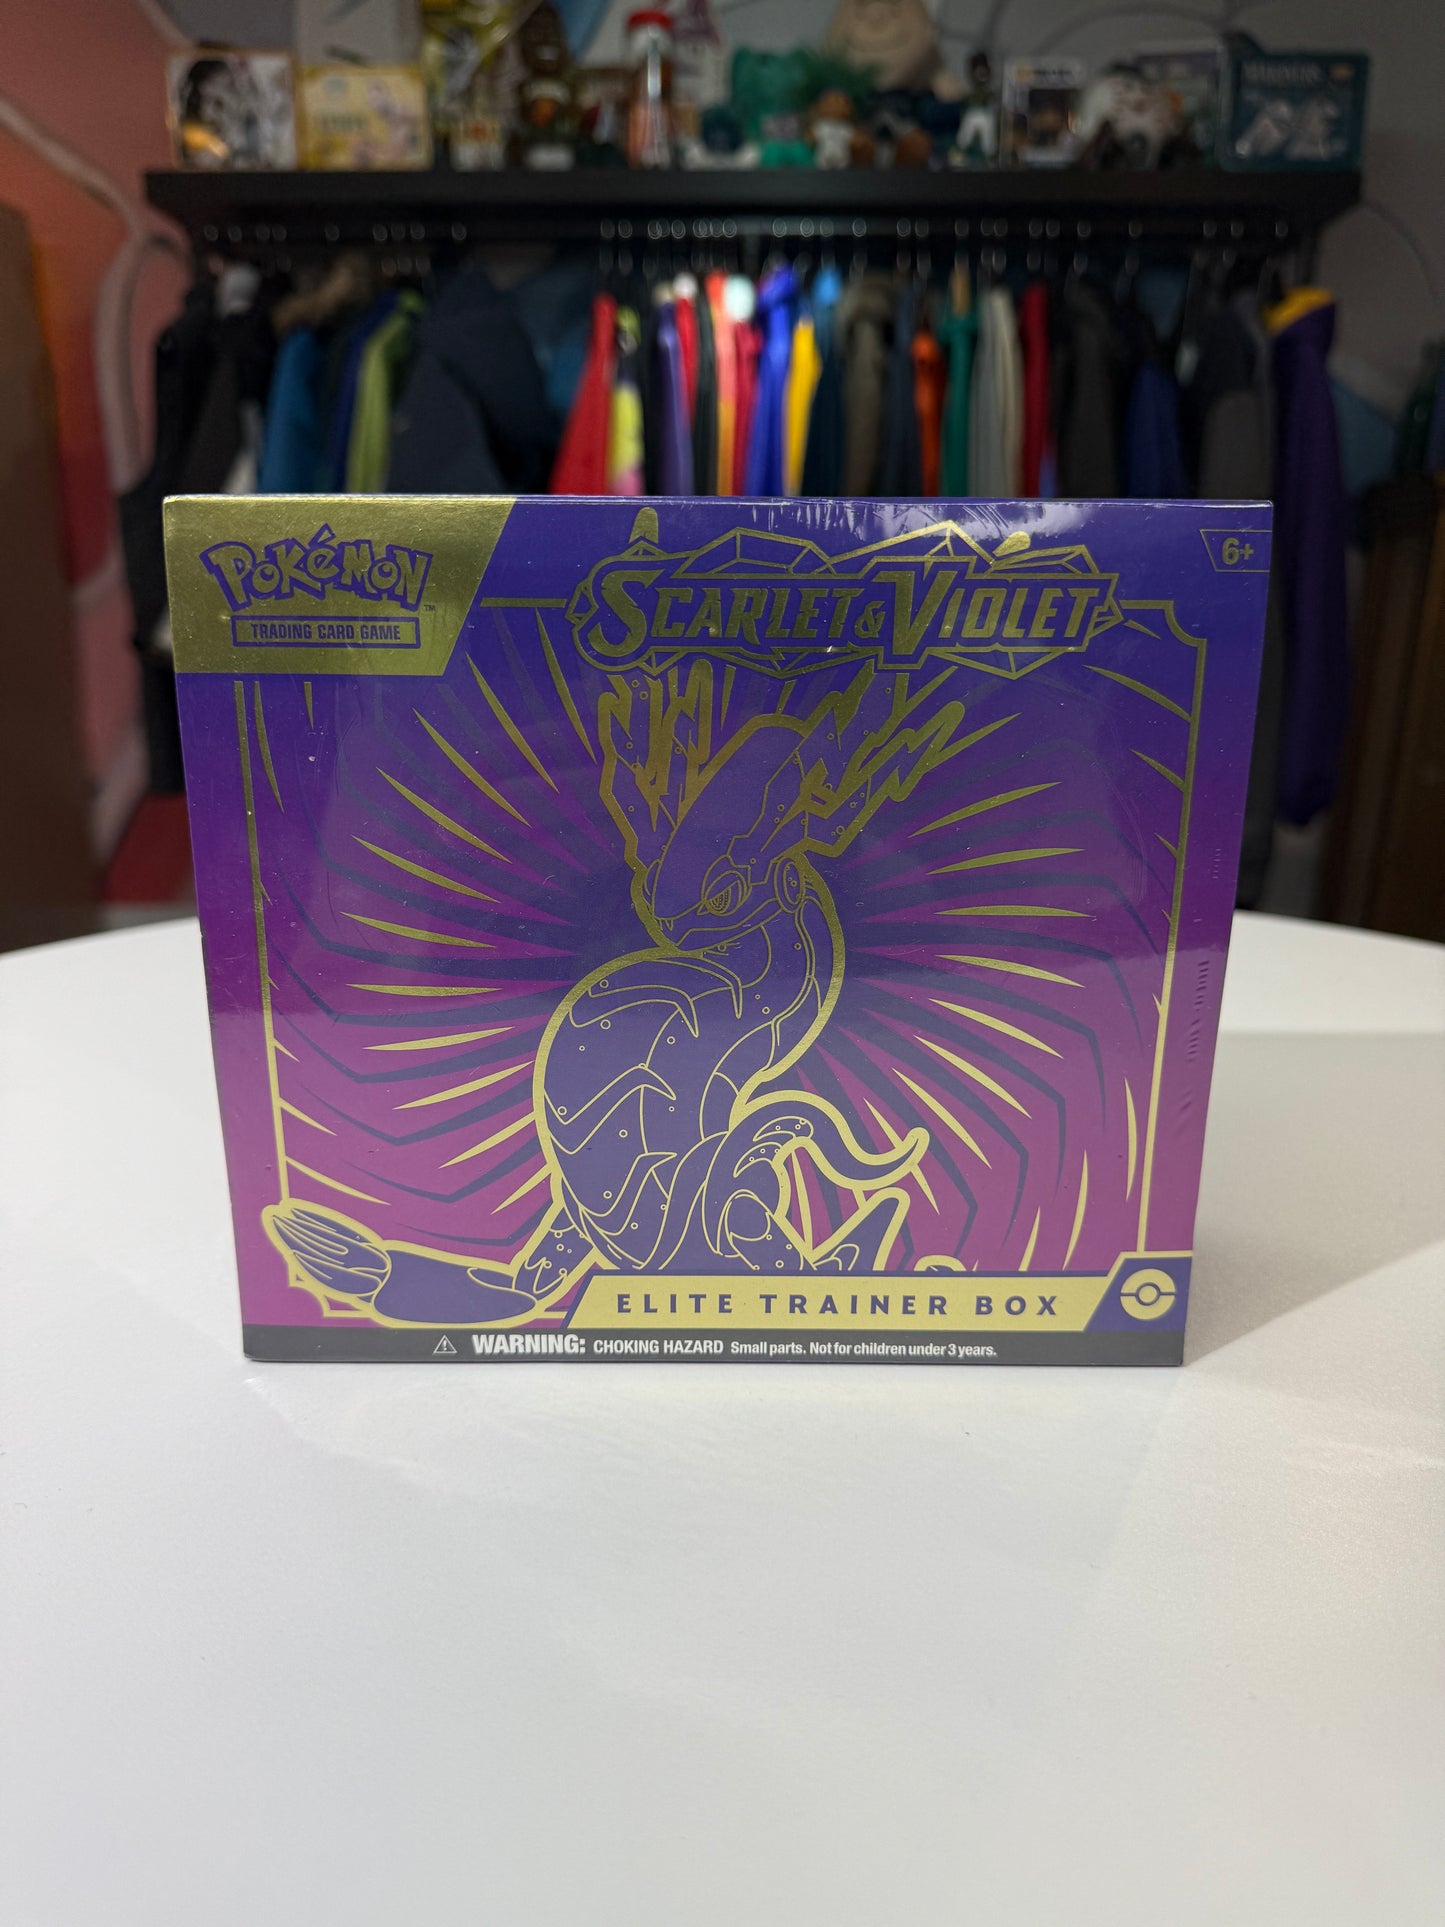 POKÉMON
TM
TRADING CARD GAME
SCARLET & VIOLET
6+
ELITE TRAINER BOX
WARNING: CHOKING HAZARD Small parts. Not for children under 3 years.